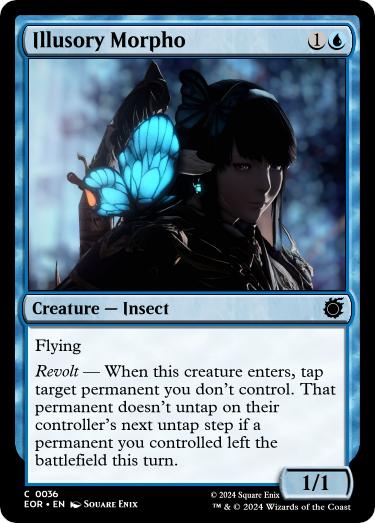 Illusory Morpho 1
Creature — Insect
Flying
Revolt — When this creature enters, tap
target permanent you don't control. That
permanent doesn't untap on their
controller's next untap step if a
permanent you controlled left the
battlefield this turn.
1/1
C 0036
EOR • EN Square Enix
© 2024 Square Enix
™ & © 2024 Wizards of the Coast